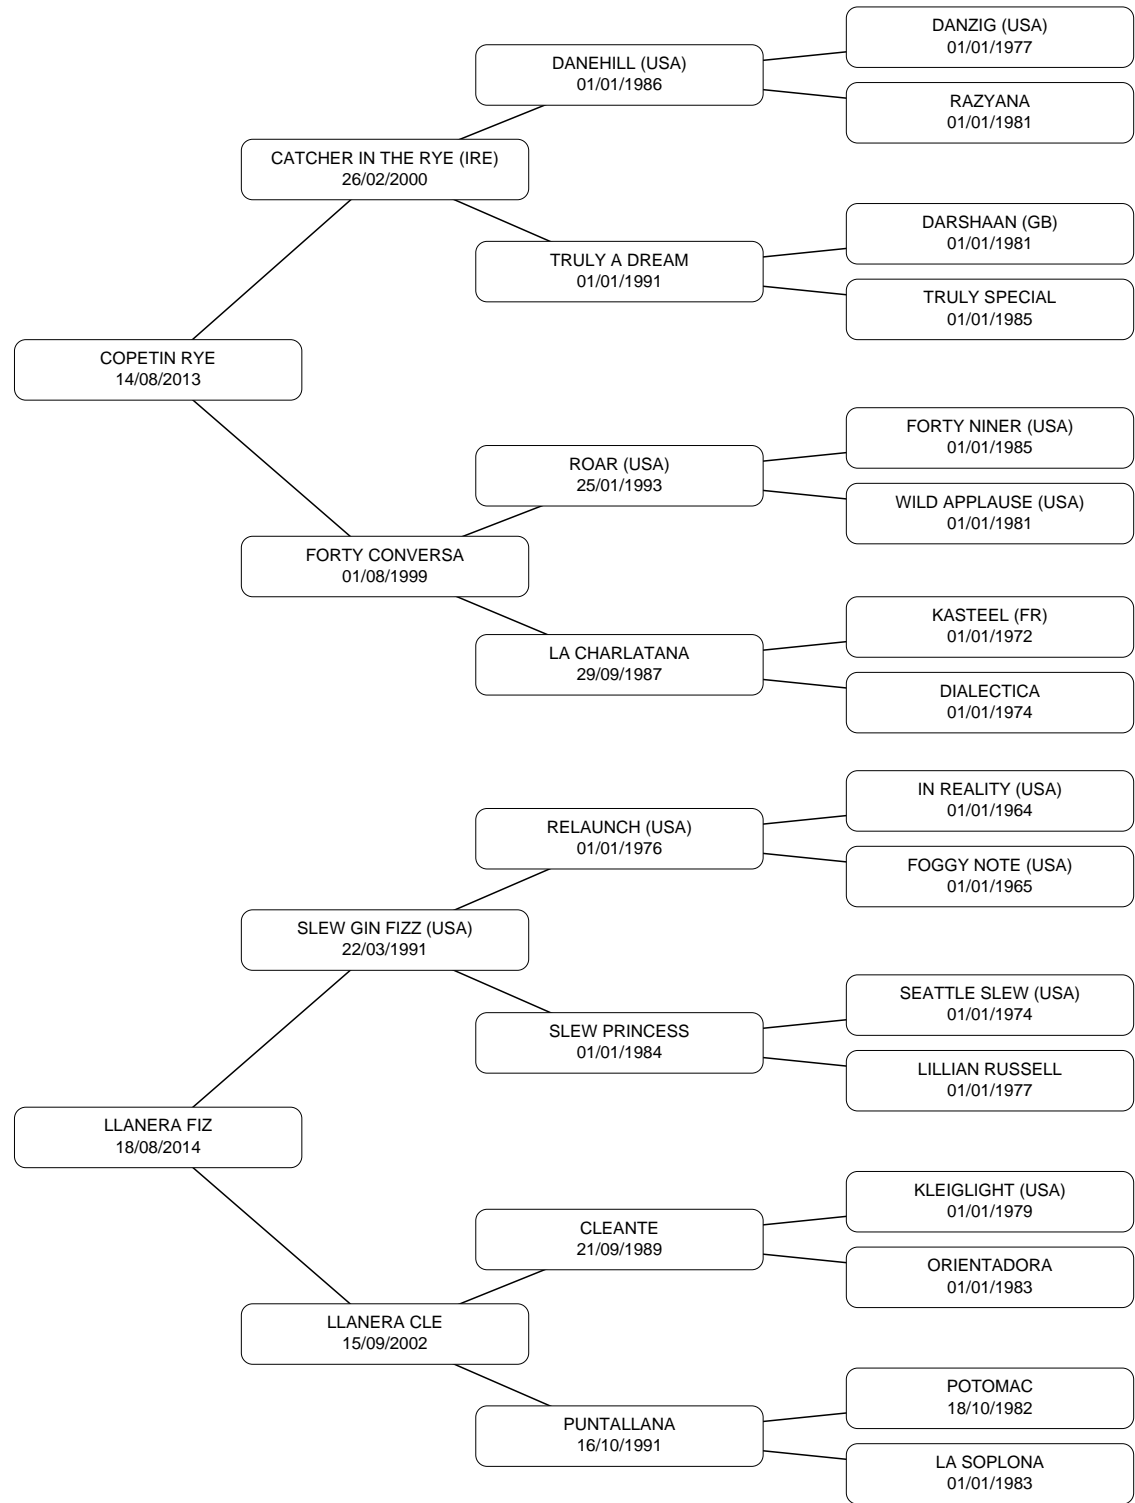 DANZIG (USA)
01/01/1977
DANEHILL (USA)
01/01/1986
RAZYANA
01/01/1981
CATCHER IN THE RYE (IRE)
26/02/2000
DARSHAAN (GB)
01/01/1981
TRULY A DREAM
01/01/1991
TRULY SPECIAL
01/01/1985
COPETIN RYE
14/08/2013
FORTY NINER (USA)
01/01/1985
ROAR (USA)
25/01/1993
WILD APPLAUSE (USA)
01/01/1981
FORTY CONVERSA
01/08/1999
KASTEEL (FR)
01/01/1972
LA CHARLATANA
29/09/1987
DIALECTICA
01/01/1974
IN REALITY (USA)
01/01/1964
RELAUNCH (USA)
01/01/1976
FOGGY NOTE (USA)
01/01/1965
SLEW GIN FIZZ (USA)
22/03/1991
SEATTLE SLEW (USA)
01/01/1974
SLEW PRINCESS
01/01/1984
LILLIAN RUSSELL
01/01/1977
LLANERA FIZ
18/08/2014
KLEIGLIGHT (USA)
01/01/1979
CLEANTE
21/09/1989
ORIENTADORA
01/01/1983
LLANERA CLE
15/09/2002
POTOMAC
18/10/1982
PUNTALLANA
16/10/1991
LA SOPLONA
01/01/1983